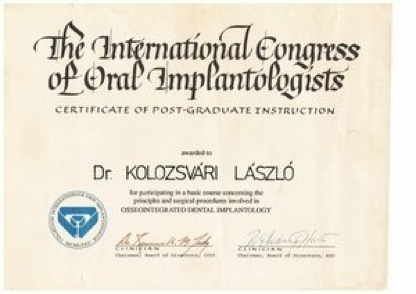 The International Congress
of Oral Implantologists
CERTIFICATE OF POST-GRADUATE INSTRUCTION
awarded to
Dr. KOLOZSVÁRI LÁSZLÓ
for participating in a basic course concerning the
principles and surgical procedures involved in
OSSEOINTEGRATED DENTAL IMPLANTOLOGY
CLINICIAN
Chairman, Board of Directors,
CLINICIAN
Chairman, Board of Directors,